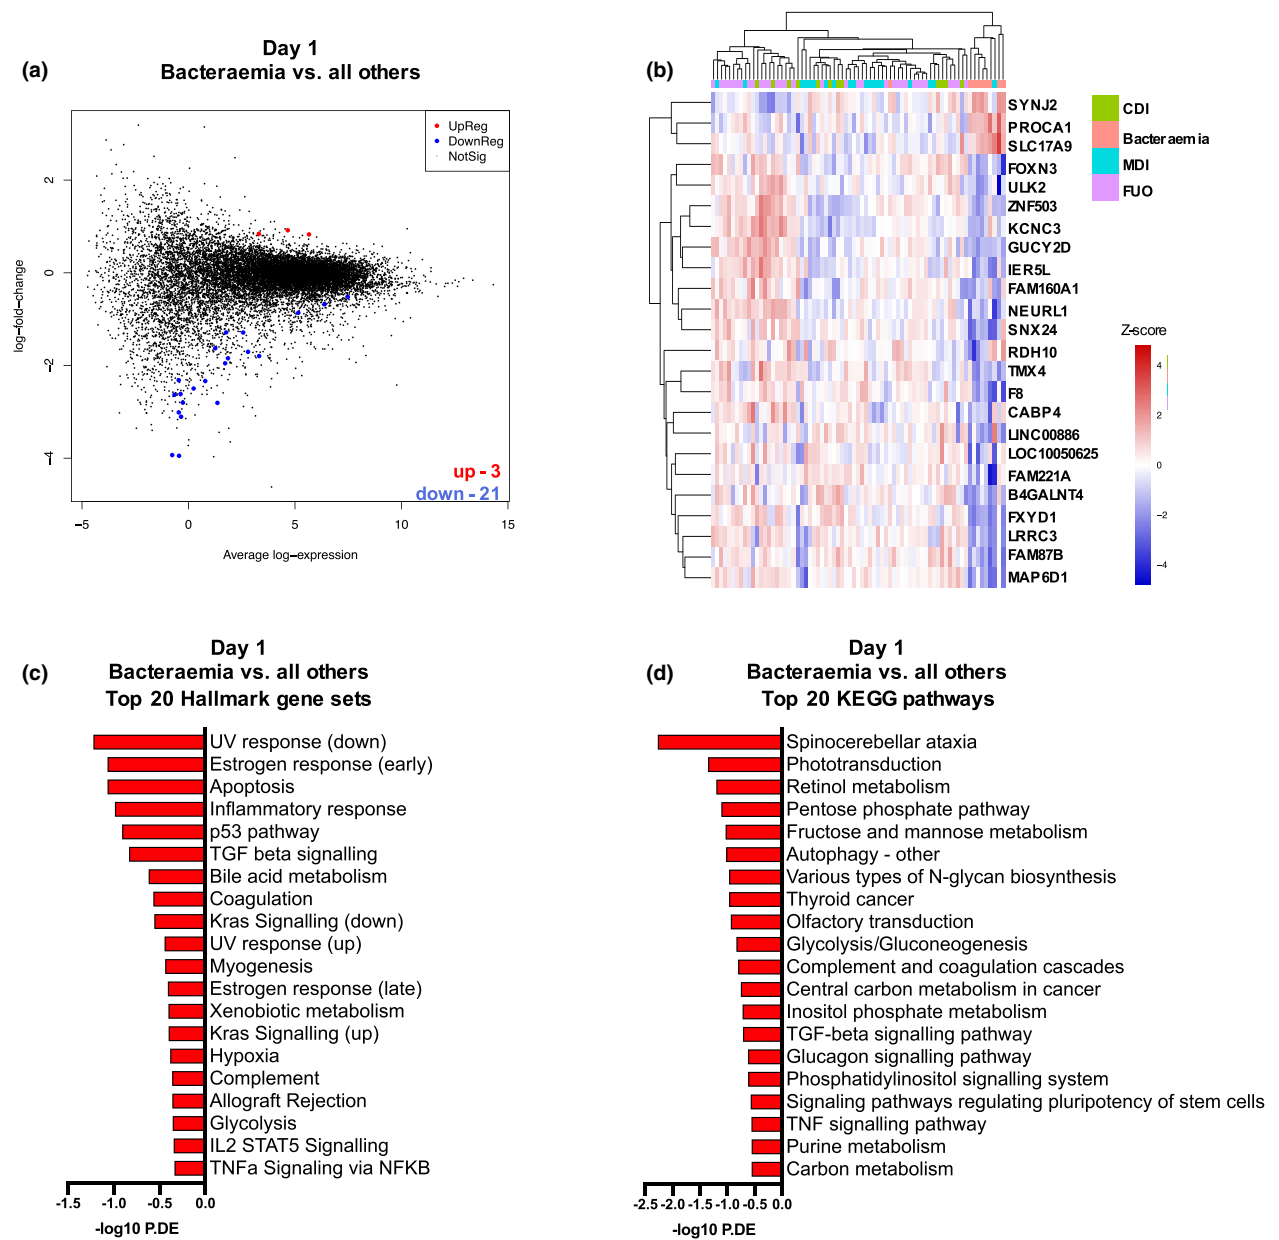 (a)
Day 1
Bacteraemia vs. all others
UpReg
DownReg
NotSig
log−fold−change
2
0
−2
−4
up - 3
down - 21
−5
0
5
10
15
Average log−expression
(b)
SYNJ2
PROCA1
SLC17A9
FOXN3
ULK2
ZNF503
KCNC3
GUCY2D
IER5L
FAM160A1
NEURL1
SNX24
RDH10
TMX4
F8
CABP4
LINC00886
LOC10050625
FAM221A
B4GALNT4
FXYD1
LRRC3
FAM87B
MAP6D1
CDI
Bacteraemia
MDI
FUO
Z-score
4
2
0
−2
−4
(c)
Day 1
Bacteraemia vs. all others
Top 20 Hallmark gene sets
UV response (down)
Estrogen response (early)
Apoptosis
Inflammatory response
p53 pathway
TGF beta signalling
Bile acid metabolism
Coagulation
Kras Signalling (down)
UV response (up)
Myogenesis
Estrogen response (late)
Xenobiotic metabolism
Kras Signalling (up)
Hypoxia
Complement
Allograft Rejection
Glycolysis
IL2 STAT5 Signalling
TNFa Signaling via NFKB
-1.5 -1.0 -0.5 0.0
-log10 P.DE
(d)
Day 1
Bacteraemia vs. all others
Top 20 KEGG pathways
Spinocerebellar ataxia
Phototransduction
Retinol metabolism
Pentose phosphate pathway
Fructose and mannose metabolism
Autophagy - other
Various types of N-glycan biosynthesis
Thyroid cancer
Olfactory transduction
Glycolysis/Gluconeogenesis
Complement and coagulation cascades
Central carbon metabolism in cancer
Inositol phosphate metabolism
TGF-beta signalling pathway
Glucagon signalling pathway
Phosphatidylinositol signalling system
Signaling pathways regulating pluripotency of stem cells
TNF signalling pathway
Purine metabolism
Carbon metabolism
-2.5 -2.0 -1.5 -1.0 -0.5 0.0
-log10 P.DE